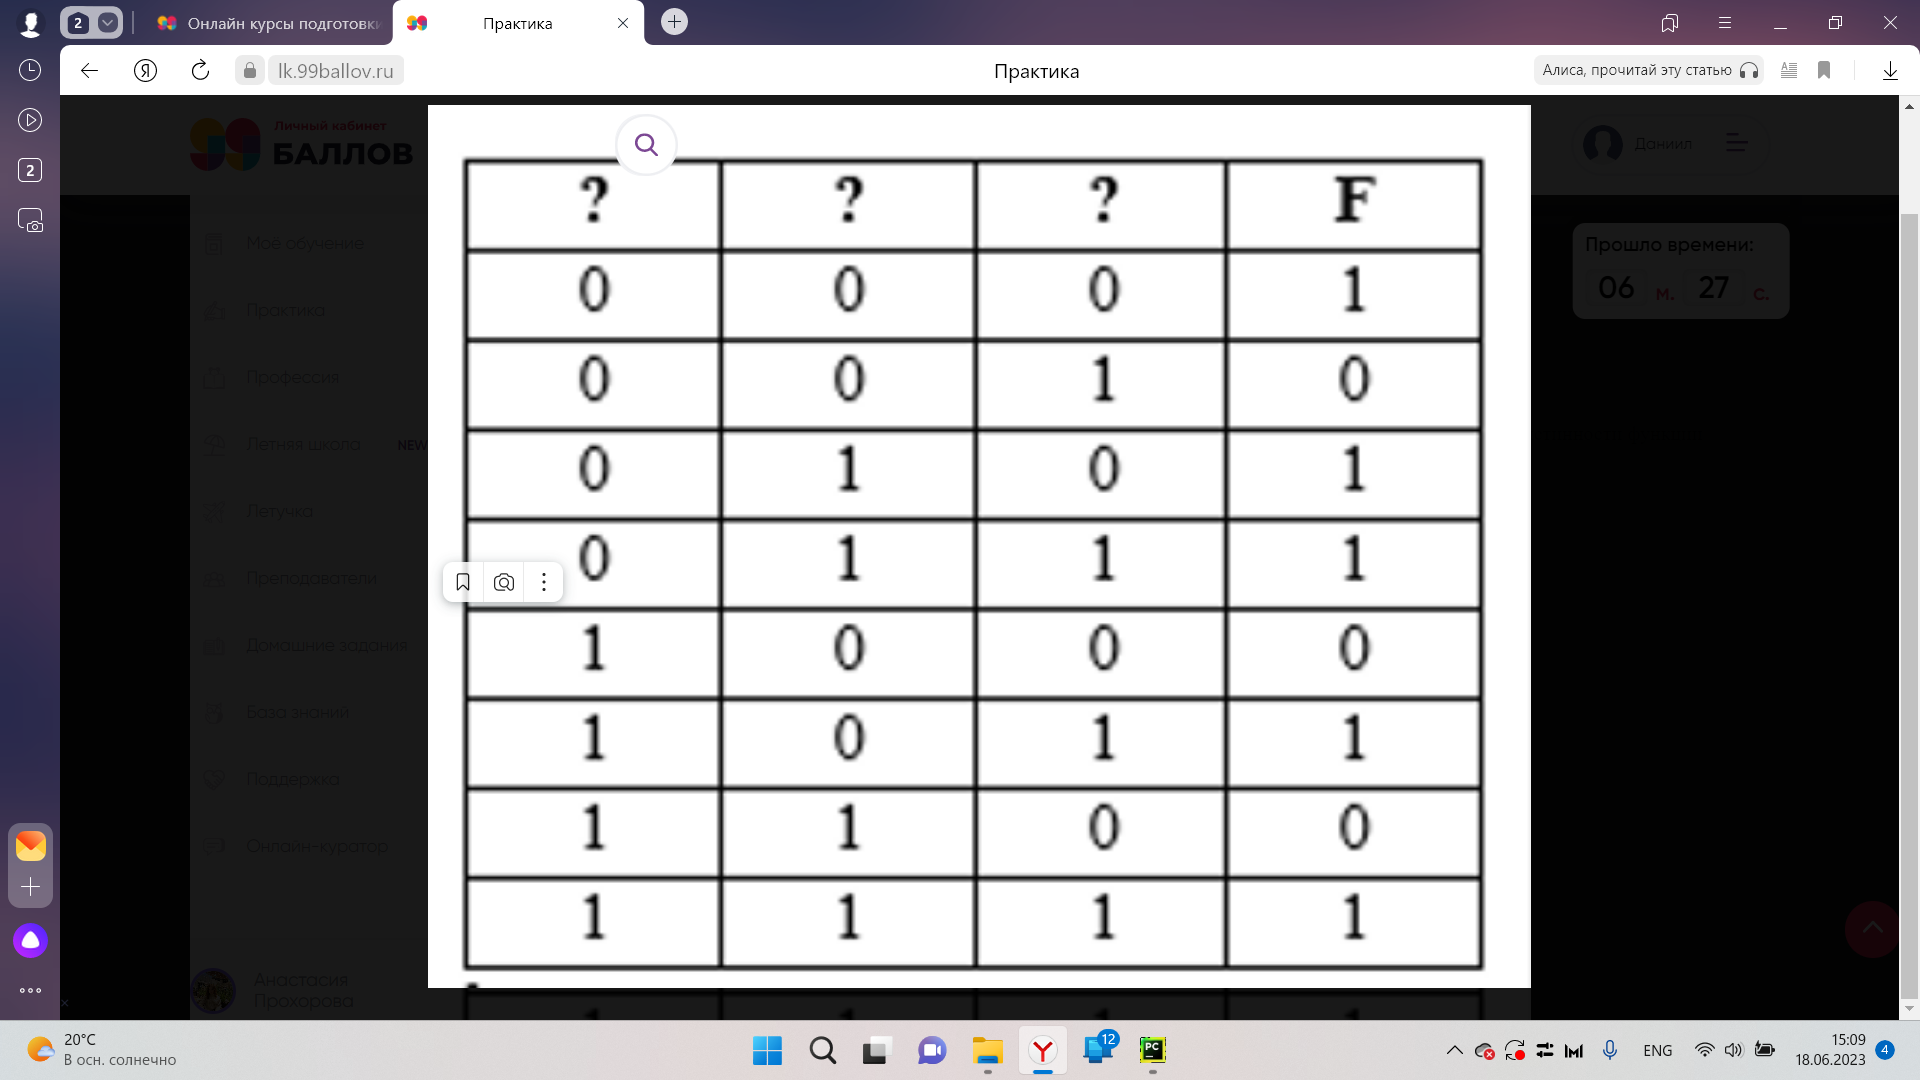 2
Онлайн курсы подготовки
Практика
lk.99ballov.ru
Практика
Алиса, прочитай эту статью
2
Личный кабинет
БАЛЛОВ
Даниил
Моё обучение
Практика
Профессия
Летняя школа NEW
Летучка
Преподаватели
Домашние задания
База знаний
Поддержка
Онлайн-куратор
Анастасия
Прохорова
Прошло времени:
06 м. 27 с.
? ? ? F
0 0 0 1
0 0 1 0
0 1 0 1
0 1 1 1
1 0 0 0
1 0 1 1
1 1 0 0
1 1 1 1
20°C
В осн. солнечно
12
PC
ENG
15:09
18.06.2023
4